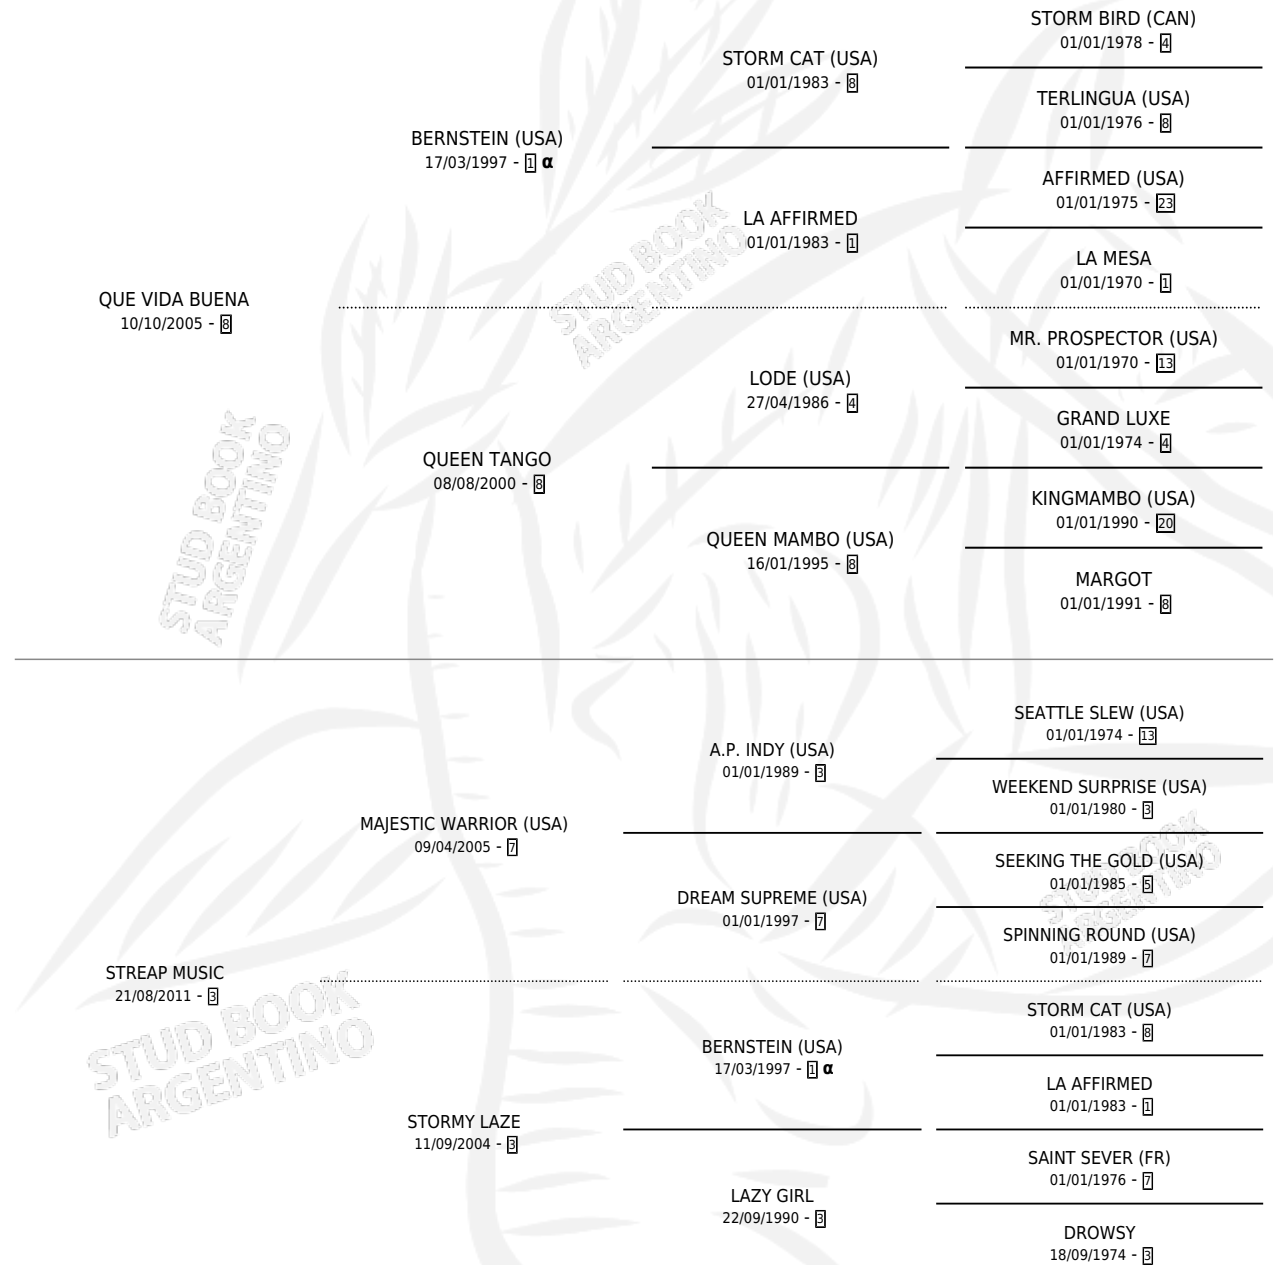 STORM BIRD (CAN)
01/01/1978 - 4
STORM CAT (USA)
01/01/1983 - 8
TERLINGUA (USA)
01/01/1976 - 8
BERNSTEIN (USA)
17/03/1997 - 1 α
AFFIRMED (USA)
01/01/1975 - 23
LA AFFIRMED
01/01/1983 - 1
LA MESA
01/01/1970 - 1
QUE VIDA BUENA
10/10/2005 - 8
MR. PROSPECTOR (USA)
01/01/1970 - 13
LODE (USA)
27/04/1986 - 4
GRAND LUXE
01/01/1974 - 4
QUEEN TANGO
08/08/2000 - 8
KINGMAMBO (USA)
01/01/1990 - 20
QUEEN MAMBO (USA)
16/01/1995 - 8
MARGOT
01/01/1991 - 8
SEATTLE SLEW (USA)
01/01/1974 - 13
A.P. INDY (USA)
01/01/1989 - 3
WEEKEND SURPRISE (USA)
01/01/1980 - 3
MAJESTIC WARRIOR (USA)
09/04/2005 - 7
SEEKING THE GOLD (USA)
01/01/1985 - 5
DREAM SUPREME (USA)
01/01/1997 - 7
SPINNING ROUND (USA)
01/01/1989 - 7
STREAP MUSIC
21/08/2011 - 3
STORM CAT (USA)
01/01/1983 - 8
BERNSTEIN (USA)
17/03/1997 - 1 α
LA AFFIRMED
01/01/1983 - 1
STORMY LAZE
11/09/2004 - 3
SAINT SEVER (FR)
01/01/1976 - 7
LAZY GIRL
22/09/1990 - 3
DROWSY
18/09/1974 - 3
STUD BOOK
ARGENTINO
STUD BOOK
ARGENTINO
STUD BOOK
ARGENTINO
STUD BOOK
ARGENTINO